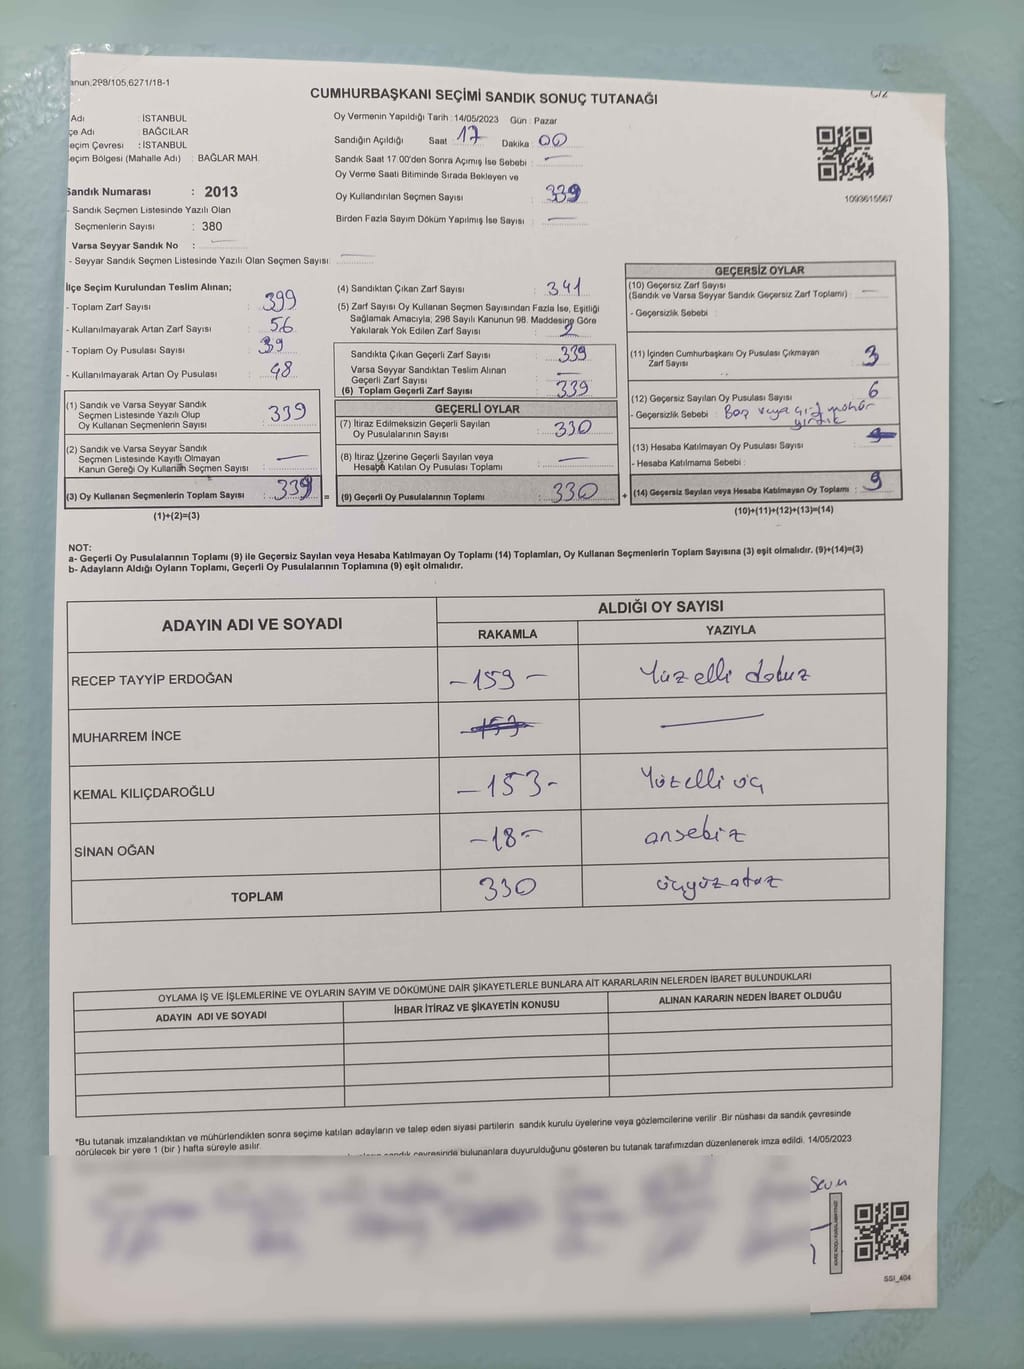 anun:298/105,6271/18-1
CUMHURBAŞKANI SEÇİMİ SANDIK SONUÇ TUTANAĞI
Adı : İSTANBUL
çe Adı : BAĞCILAR
eçim Çevresi : İSTANBUL
eçim Bölgesi (Mahalle Adı) : BAĞLAR MAH.
Sandık Numarası : 2013
- Sandık Seçmen Listesinde Yazılı Olan
Seçmenlerin Sayısı : 380
Varsa Seyyar Sandık No :
- Seyyar Sandık Seçmen Listesinde Yazılı Olan Seçmen Sayısı:
Oy Vermenin Yapıldığı Tarih : 14/05/2023 Gün : Pazar
Sandığın Açıldığı Saat 17 Dakika : 00
Sandık Saat 17.00'den Sonra Açımış İse Sebebi :
Oy Verme Saati Bitiminde Sırada Bekleyen ve
Oy Kullandırılan Seçmen Sayısı : 339
Birden Fazla Sayım Döküm Yapılmış İse Sayısı :
1093615567
İlçe Seçim Kurulundan Teslim Alınan;
- Toplam Zarf Sayısı : 399
- Kullanılmayarak Artan Zarf Sayısı : 56
- Toplam Oy Pusulası Sayısı : 39
- Kullanılmayarak Artan Oy Pusulası : 48
(1) Sandık ve Varsa Seyyar Sandık
Seçmen Listesinde Yazılı Olup
Oy Kullanan Seçmenlerin Sayısı : 339
(2) Sandık ve Varsa Seyyar Sandık
Seçmen Listesinde Kayıtlı Olmayan
Kanun Gereği Oy Kullanan Seçmen Sayısı :
(3) Oy Kullanan Seçmenlerin Toplam Sayısı : 339 =
(1)+(2)=(3)
(4) Sandıktan Çıkan Zarf Sayısı : 341
(5) Zarf Sayısı Oy Kullanan Seçmen Sayısından Fazla İse, Eşitliği
Sağlamak Amacıyla; 298 Sayılı Kanunun 98. Maddesine Göre
Yakılarak Yok Edilen Zarf Sayısı : 2
Sandıkta Çıkan Geçerli Zarf Sayısı : 339
Varsa Seyyar Sandıktan Teslim Alınan
Geçerli Zarf Sayısı
(6) Toplam Geçerli Zarf Sayısı : 339
GEÇERLİ OYLAR
(7) İtiraz Edilmeksizin Geçerli Sayılan
Oy Pusulalarının Sayısı : 330
(8) İtiraz Üzerine Geçerli Sayılan veya
Hesaba Katılan Oy Pusulası Toplamı :
(9) Geçerli Oy Pusulalarının Toplamı : 330 +
GEÇERSİZ OYLAR
(10) Geçersiz Zarf Sayısı
(Sandık ve Varsa Seyyar Sandık Geçersiz Zarf Toplamı) :
- Geçersizlik Sebebi :
(11) İçinden Cumhurbaşkanı Oy Pusulası Çıkmayan
Zarf Sayısı : 3
(12) Geçersiz Sayılan Oy Pusulası Sayısı : 6
- Geçersizlik Sebebi : Boş veya çift mühür
yırtık
(13) Hesaba Katılmayan Oy Pusulası Sayısı
- Hesaba Katılmama Sebebi :
(14) Geçersiz Sayılan veya Hesaba Katılmayan Oy Toplamı : 9
(10)+(11)+(12)+(13)=(14)
NOT:
a- Geçerli Oy Pusulalarının Toplamı (9) ile Geçersiz Sayılan veya Hesaba Katılmayan Oy Toplamı (14) Toplamları, Oy Kullanan Seçmenlerin Toplam Sayısına (3) eşit olmalıdır. (9)+(14)=(3)
b- Adayların Aldığı Oyların Toplamı, Geçerli Oy Pusulalarının Toplamına (9) eşit olmalıdır.
ADAYIN ADI VE SOYADI
ALDIĞI OY SAYISI
RAKAMLA YAZIYLA
RECEP TAYYİP ERDOĞAN -159- Yüz elli dokuz
MUHARREM İNCE 153
KEMAL KILIÇDAROĞLU -153- Yüzelli üç
SİNAN OĞAN -18- onsekiz
TOPLAM 330 üçyüzotuz
OYLAMA İŞ VE İŞLEMLERİNE VE OYLARIN SAYIM VE DÖKÜMÜNE DAİR ŞİKAYETLERLE BUNLARA AİT KARARLARIN NELERDEN İBARET BULUNDUKLARI
ADAYIN ADI VE SOYADI İHBAR İTİRAZ VE ŞİKAYETİN KONUSU ALINAN KARARIN NEDEN İBARET OLDUĞU
*Bu tutanak imzalandıktan ve mühürlendikten sonra seçime katılan adayların ve talep eden siyasi partilerin sandık kurulu üyelerine veya gözlemcilerine verilir .Bir nüshası da sandık çevresinde
görülecek bir yere 1 (bir ) hafta süreyle asılır.
sandık çevresinde bulunanlara duyurulduğunu gösteren bu tutanak tarafımızdan düzenlenerek imza edildi. 14/05/2023
SSI_404